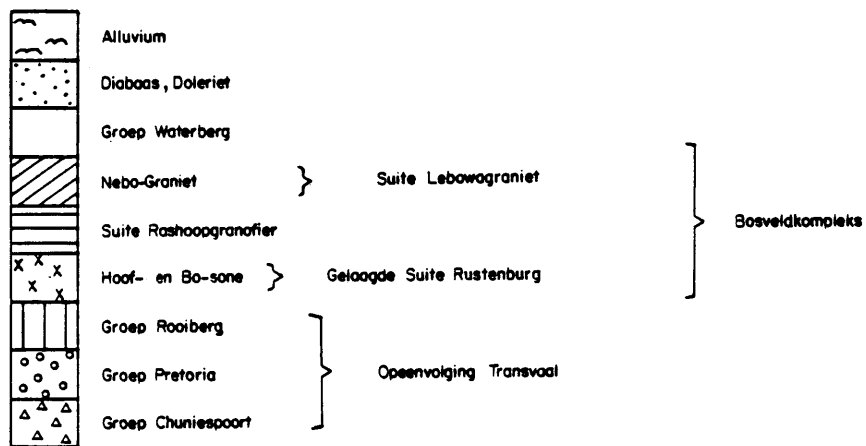 Alluvium
Diabaas, Doleriet
Groep Waterberg
Nebo-Graniet } Suite Lebowagraniet
Suite Rashoopgranofier
Bosveldkompleks
Hoof- en Bo-sone } Gelaagde Suite Rustenburg
Groep Rooiberg
Groep Pretoria } Opeenvolging Transvaal
Groep Chuniespoort